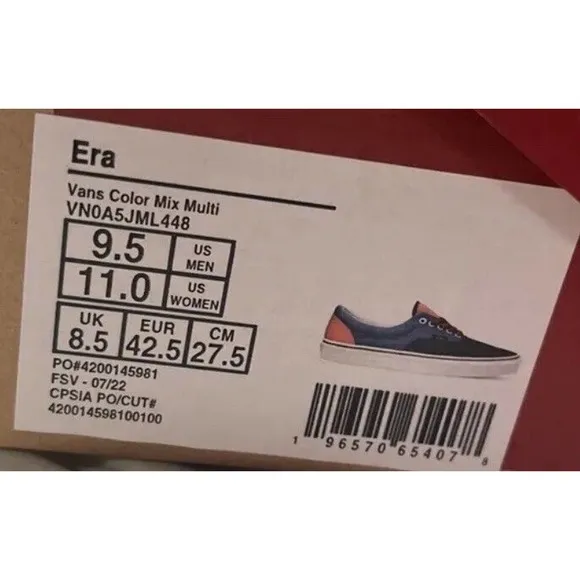 Era
Vans Color Mix Multi
VN0A5JML448
9.5 US MEN
11.0 US WOMEN
UK 8.5 EUR 42.5 CM 27.5
PO#4200145981
FSV - 07/22
CPSIA PO/CUT#
420014598100100
1 96570 65407 8